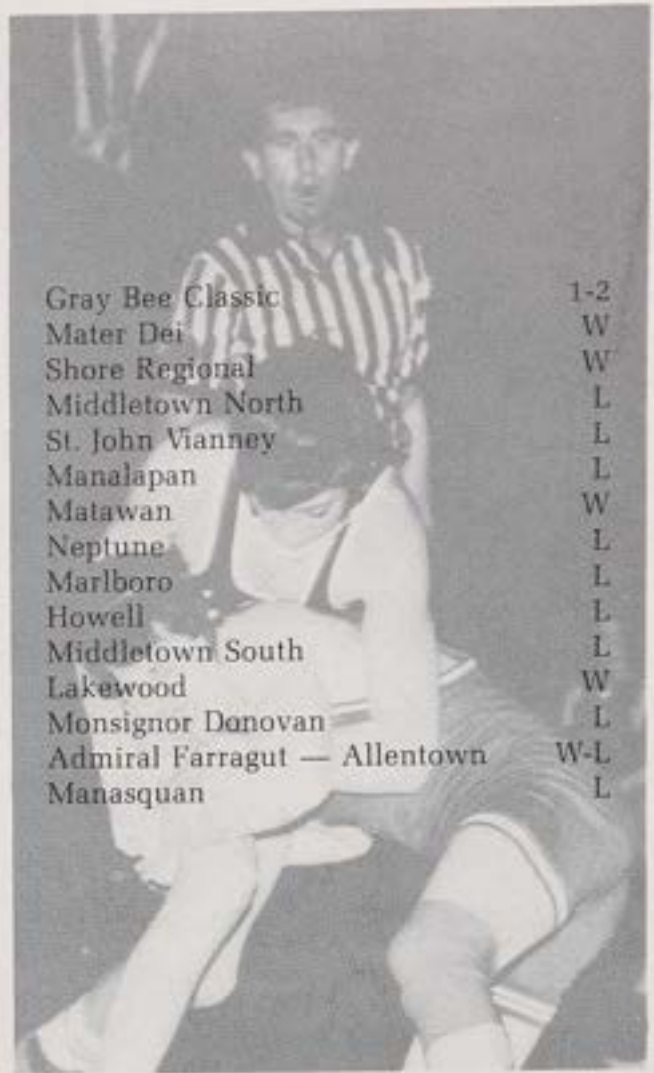 Gray Bee Classic 1-2
Mater Dei W
Shore Regional W
Middletown North L
St. John Vianney L
Manalapan L
Matawan W
Neptune L
Marlboro L
Howell L
Middletown South L
Lakewood W
Monsignor Donovan L
Admiral Farragut — Allentown W-L
Manasquan L